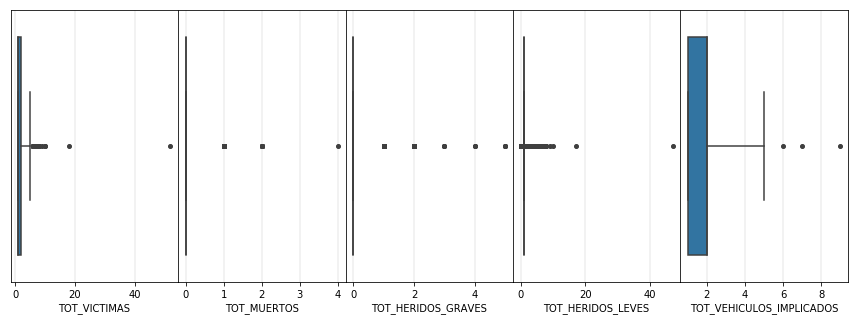 0 20 40 0 1 2 3 4 0 2 4 0 20 40 2 4 6 8
TOT_VICTIMAS TOT_MUERTOS TOT_HERIDOS_GRAVES TOT_HERIDOS_LEVES TOT_VEHICULOS_IMPLICADOS